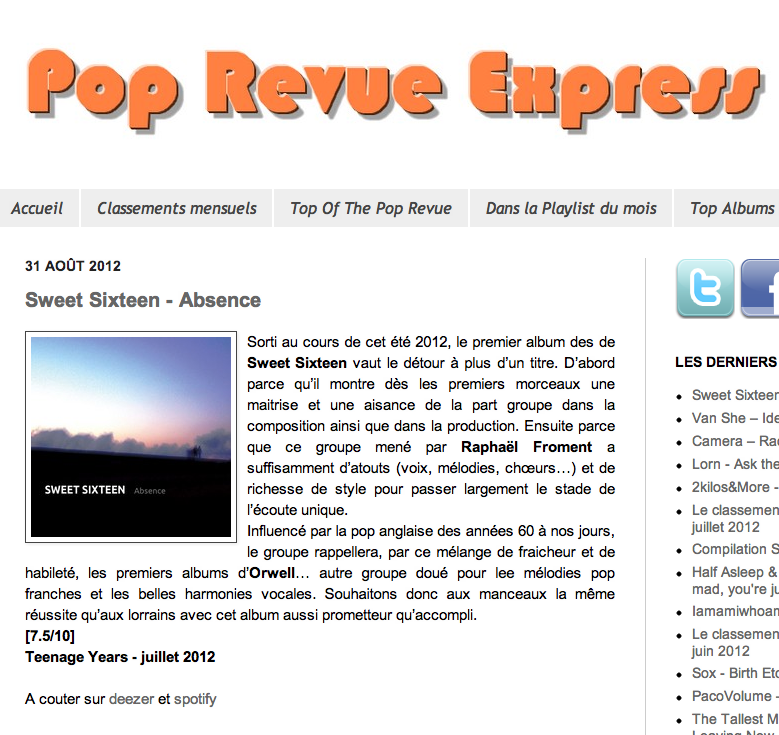 Pop Revue Express
Accueil
Classements mensuels
Top Of The Pop Revue
Dans la Playlist du mois
Top Albums
31 AOÛT 2012
Sweet Sixteen - Absence
SWEET SIXTEEN Absence
Sorti au cours de cet été 2012, le premier album des de
Sweet Sixteen vaut le détour à plus d'un titre. D'abord
parce qu'il montre dès les premiers morceaux une
maitrise et une aisance de la part groupe dans la
composition ainsi que dans la production. Ensuite parce
que ce groupe mené par Raphaël Froment a
suffisamment d'atouts (voix, mélodies, chœurs…) et de
richesse de style pour passer largement le stade de
l'écoute unique.
Influencé par la pop anglaise des années 60 à nos jours,
le groupe rappellera, par ce mélange de fraicheur et de
habileté, les premiers albums d'Orwell… autre groupe doué pour lee mélodies pop
franches et les belles harmonies vocales. Souhaitons donc aux manceaux la même
réussite qu'aux lorrains avec cet album aussi prometteur qu'accompli.
[7.5/10]
Teenage Years - juillet 2012
A couter sur deezer et spotify
LES DERNIERS
Sweet Sixteen
Van She – Ide
Camera – Ra
Lorn - Ask the
2kilos&More -
Le classemen
juillet 2012
Compilation S
Half Asleep &
mad, you're ju
Iamamiwhoam
Le classemen
juin 2012
Sox - Birth Et
PacoVolume -
The Tallest M
Leaving Now